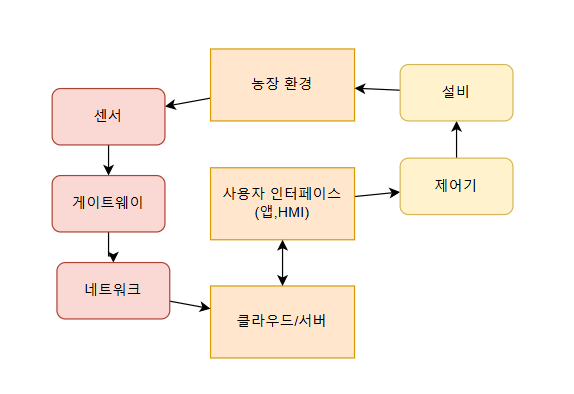 농장 환경
설비
센서
사용자 인터페이스
(앱,HMI)
제어기
게이트웨이
네트워크
클라우드/서버